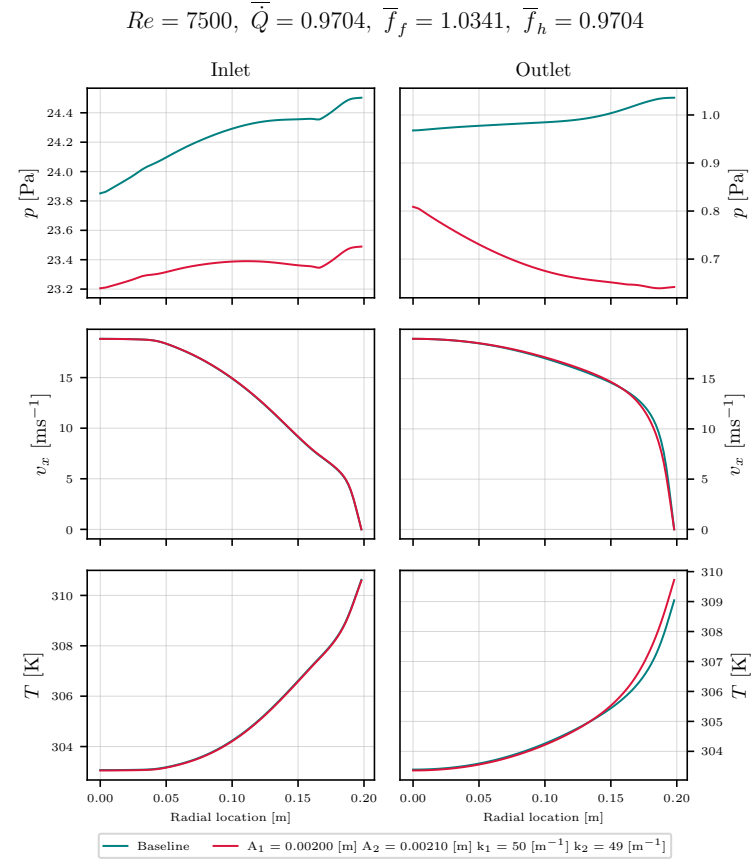 Re = 7500, Q̇̅ = 0.9704, f̅_f = 1.0341, f̅_h = 0.9704
Inlet
Outlet
24.4
24.2
24.0
23.8
23.6
23.4
23.2
p [Pa]
1.0
0.9
0.8
0.7
p [Pa]
15
10
5
0
v_x [ms⁻¹]
15
10
5
0
v_x [ms⁻¹]
310
308
306
304
T [K]
310
309
308
307
306
305
304
T [K]
0.00 0.05 0.10 0.15 0.20
Radial location [m]
0.00 0.05 0.10 0.15 0.20
Radial location [m]
Baseline
A₁ = 0.00200 [m] A₂ = 0.00210 [m] k₁ = 50 [m⁻¹] k₂ = 49 [m⁻¹]